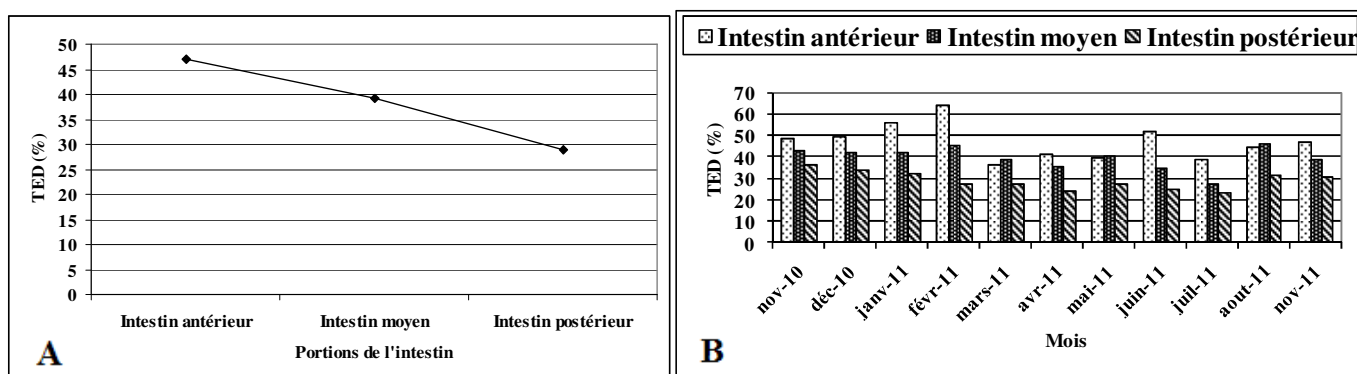 50
45
40
35
30
25
20
15
10
5
0
TED (%)
Intestin antérieur Intestin moyen Intestin postérieur
Portions de l'intestin
A
Intestin antérieur Intestin moyen Intestin postérieur
70
60
50
40
30
20
10
0
TED (%)
nov-10 déc-10 janv-11 févr-11 mars-11 avr-11 mai-11 juin-11 juil-11 aout-11 nov-11
Mois
B